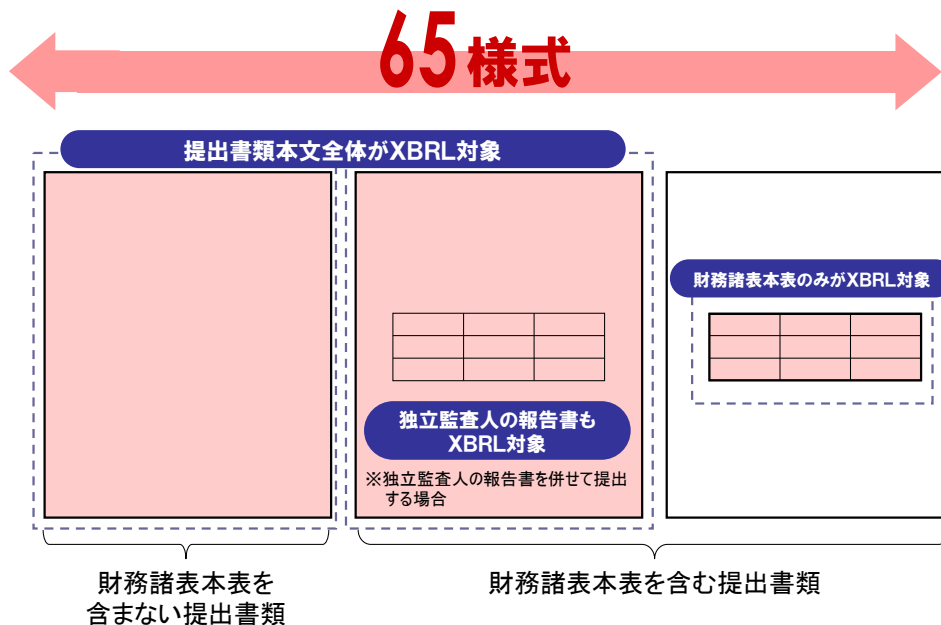 65様式
提出書類本文全体がXBRL対象
財務諸表本表のみがXBRL対象
独立監査人の報告書も
XBRL対象
※独立監査人の報告書を併せて提出
する場合
財務諸表本表を
含まない提出書類
財務諸表本表を含む提出書類